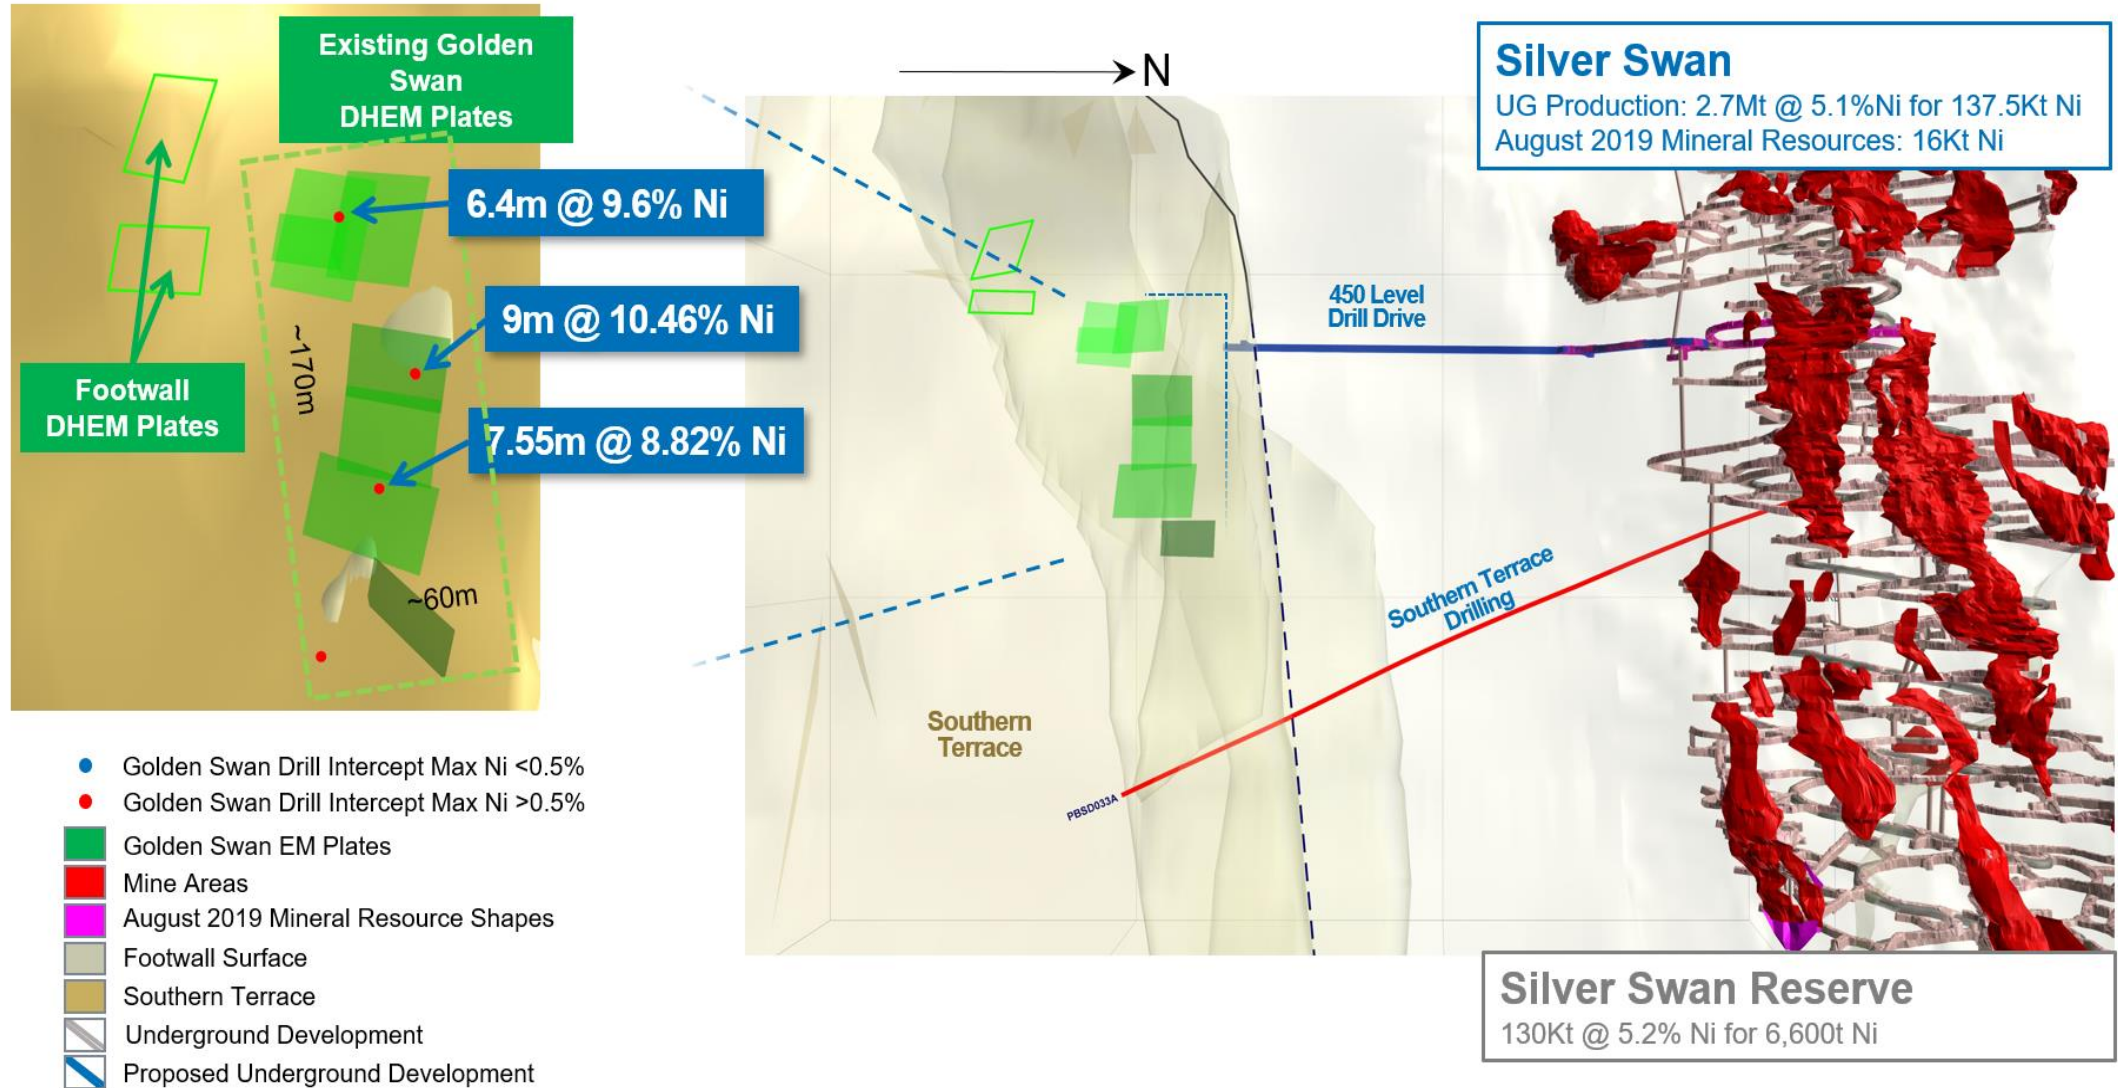 Existing Golden
Swan
DHEM Plates
6.4m @ 9.6% Ni
9m @ 10.46% Ni
7.55m @ 8.82% Ni
~170m
~60m
Footwall
DHEM Plates
N
Silver Swan
UG Production: 2.7Mt @ 5.1%Ni for 137.5Kt Ni
August 2019 Mineral Resources: 16Kt Ni
450 Level
Drill Drive
Southern Terrace
Drilling
Southern
Terrace
PBSD033A
Golden Swan Drill Intercept Max Ni <0.5%
Golden Swan Drill Intercept Max Ni >0.5%
Golden Swan EM Plates
Mine Areas
August 2019 Mineral Resource Shapes
Footwall Surface
Southern Terrace
Underground Development
Proposed Underground Development
Silver Swan Reserve
130Kt @ 5.2% Ni for 6,600t Ni